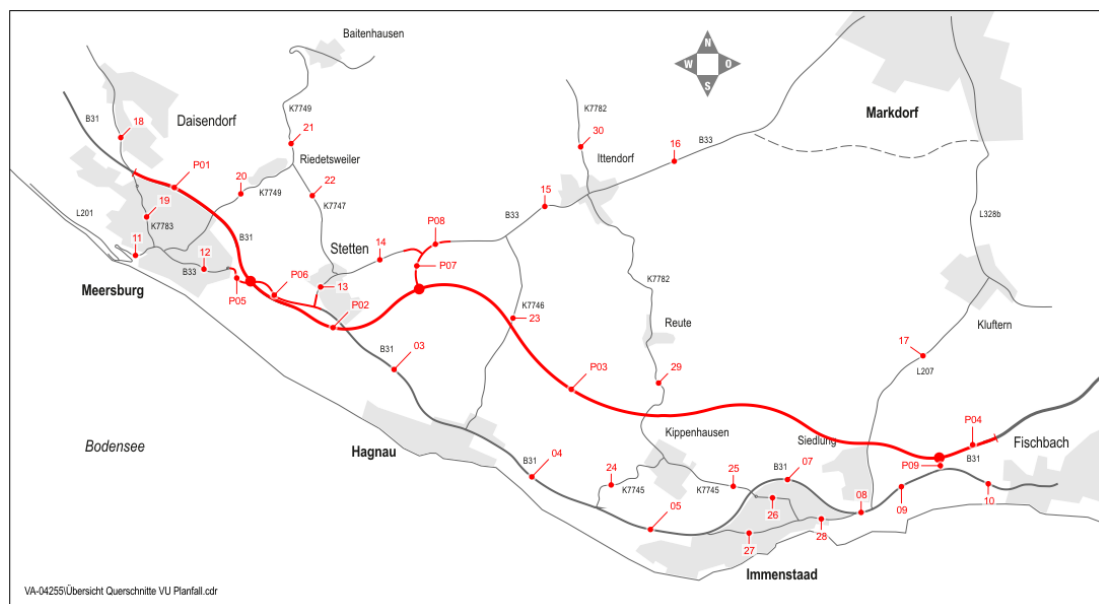 Baitenhausen
N
W
O
S
Markdorf
K7749
K7782
B31
18
Daisendorf
21
30
16
B33
Ittendorf
P01
Riedetsweiler
20
K7749
22
15
L201
19
K7783
K7747
L328b
11
B31
Stetten
14
P08
B33
12
B33
P07
Meersburg
P05
P06
13
K7782
P02
K7746
23
Reute
Kluftern
03
17
L207
B31
P03
29
Bodensee
Hagnau
Kippenhausen
Siedlung
P04
Fischbach
B31
04
24
K7745
25
K7745
B31
07
P09
B31
26
08
09
10
05
27
28
Immenstaad
VA-04255\Übersicht Querschnitte VU Planfall.cdr